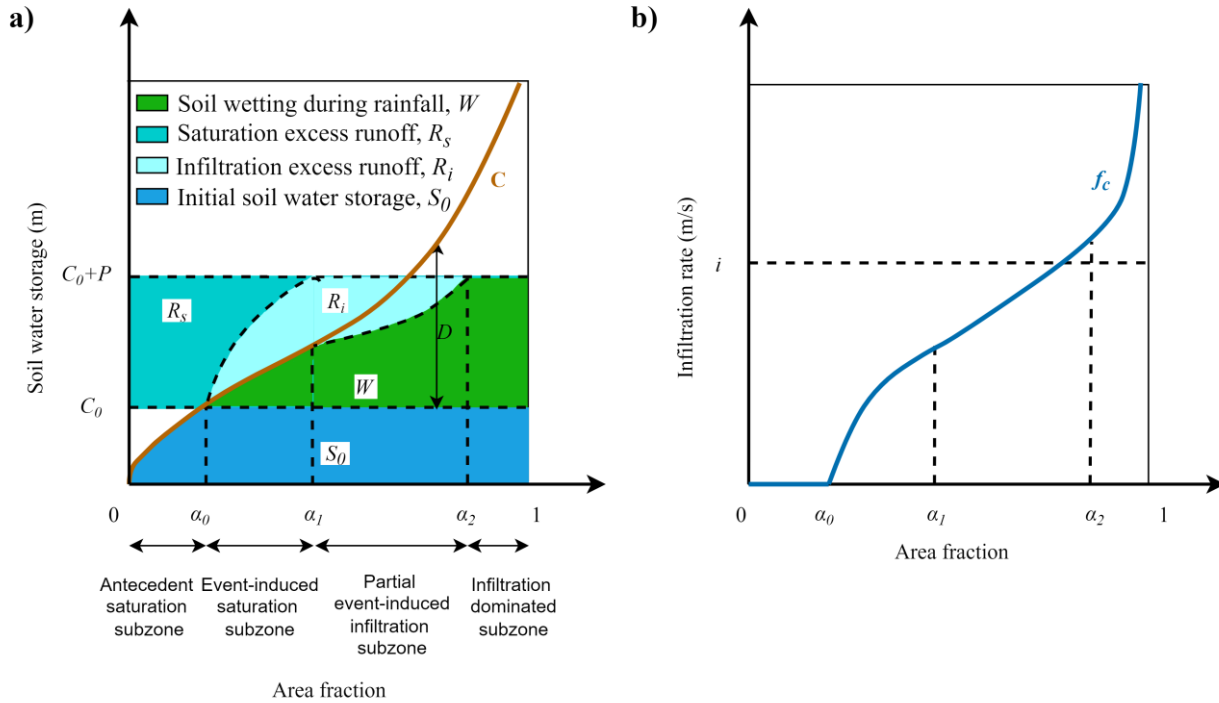 a)
Soil wetting during rainfall, W
Saturation excess runoff, Rs
Infiltration excess runoff, Ri
Initial soil water storage, S0
C
C0+P
Rs
Ri
D
W
C0
S0
Soil water storage (m)
0
α0
α1
α2
1
Antecedent
saturation
subzone
Event-induced
saturation
subzone
Partial
event-induced
infiltration
subzone
Infiltration
dominated
subzone
Area fraction
b)
fc
i
Infiltration rate (m/s)
0
α0
α1
α2
1
Area fraction